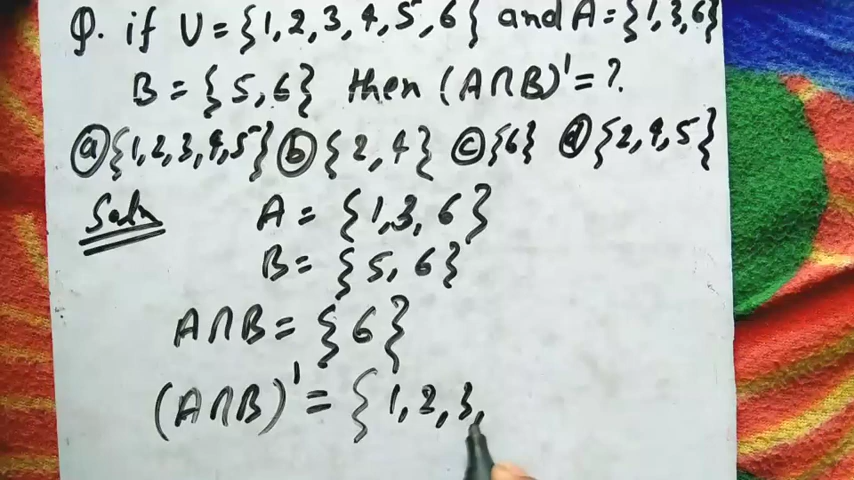 Q. if U = {1,2,3,4,5,6} and A = {1,3,6}
B = {5,6} then (A∩B)' = ?
ⓐ {1,2,3,4,5} ⓑ {2,4} ⓒ {6} ⓓ {2,4,5}
Soln A = {1,3,6}
B = {5,6}
A∩B = {6}
(A∩B)' = {1,2,3,